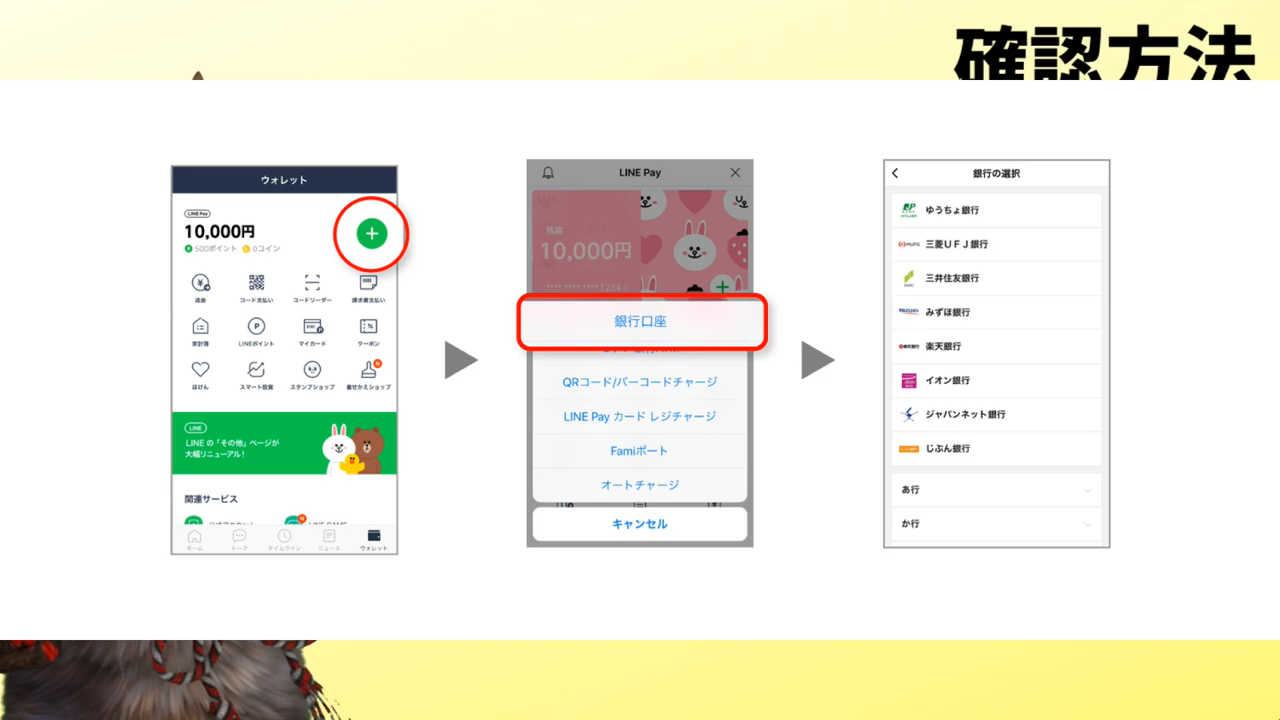 確認方法
ウォレット
LINE Pay
10,000円
P 500ポイント 0コイン
送金
コード支払い
コードリーダー
請求書支払い
家計簿
LINEポイント
マイカード
クーポン
ほけん
スマート投資
スタンプショップ
着せかえショップ
LINE
LINEの「その他」ページが
大幅リニューアル!
関連サービス
LINE GAME
ホーム
トーク
タイムライン
ニュース
ウォレット
LINE Pay
残高
10,000円
**** **** **** 1234 >
銀行口座
QRコード/バーコードチャージ
LINE Pay カード レジチャージ
Famiポート
オートチャージ
キャンセル
銀行の選択
ゆうちょ銀行
MUFG 三菱UFJ銀行
三井住友銀行
MIZUHO みずほ銀行
楽天銀行
イオン銀行
ジャパンネット銀行
じぶん銀行
あ行
か行